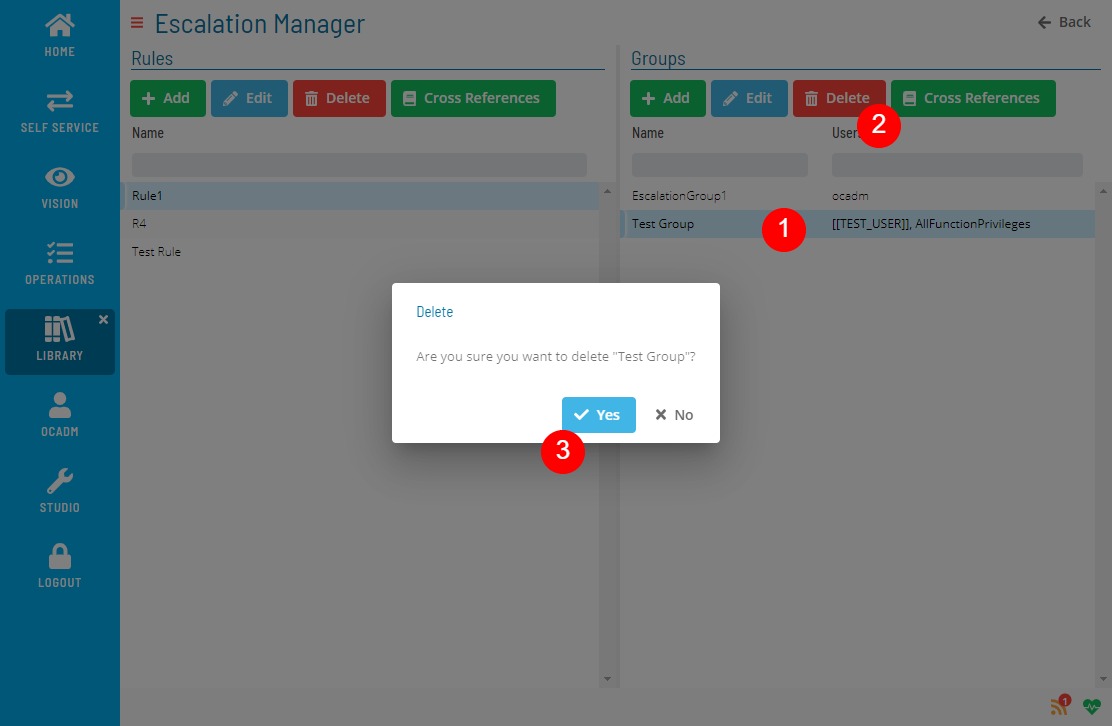 HOME
SELF SERVICE
VISION
OPERATIONS
LIBRARY
OCADM
STUDIO
LOGOUT
Escalation Manager
Back
Rules
Add Edit Delete Cross References
Name
Rule1
R4
Test Rule
Groups
Add Edit Delete Cross References
2
Name User
EscalationGroup1 ocadm
Test Group [[TEST_USER]], AllFunctionPrivileges
1
Delete
Are you sure you want to delete "Test Group"?
Yes No
3
1